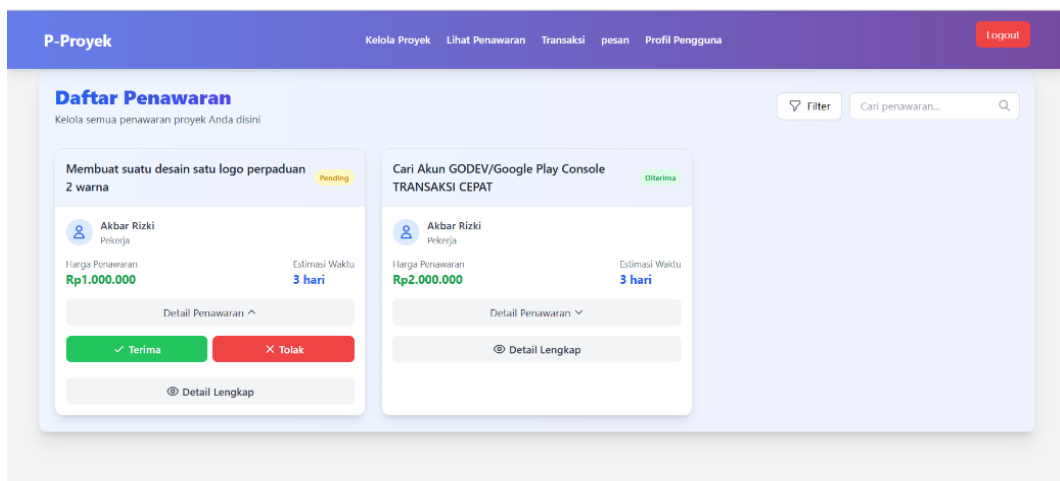 P-Proyek
Kelola Proyek Lihat Penawaran Transaksi pesan Profil Pengguna
Logout
Daftar Penawaran
Kelola semua penawaran proyek Anda disini
Filter
Cari penawaran...
Membuat suatu desain satu logo perpaduan
2 warna
Pending
Akbar Rizki
Pekerja
Harga Penawaran
Estimasi Waktu
Rp1.000.000
3 hari
Detail Penawaran
Terima
Tolak
Detail Lengkap
Cari Akun GODEV/Google Play Console
TRANSAKSI CEPAT
Diterima
Akbar Rizki
Pekerja
Harga Penawaran
Estimasi Waktu
Rp2.000.000
3 hari
Detail Penawaran
Detail Lengkap